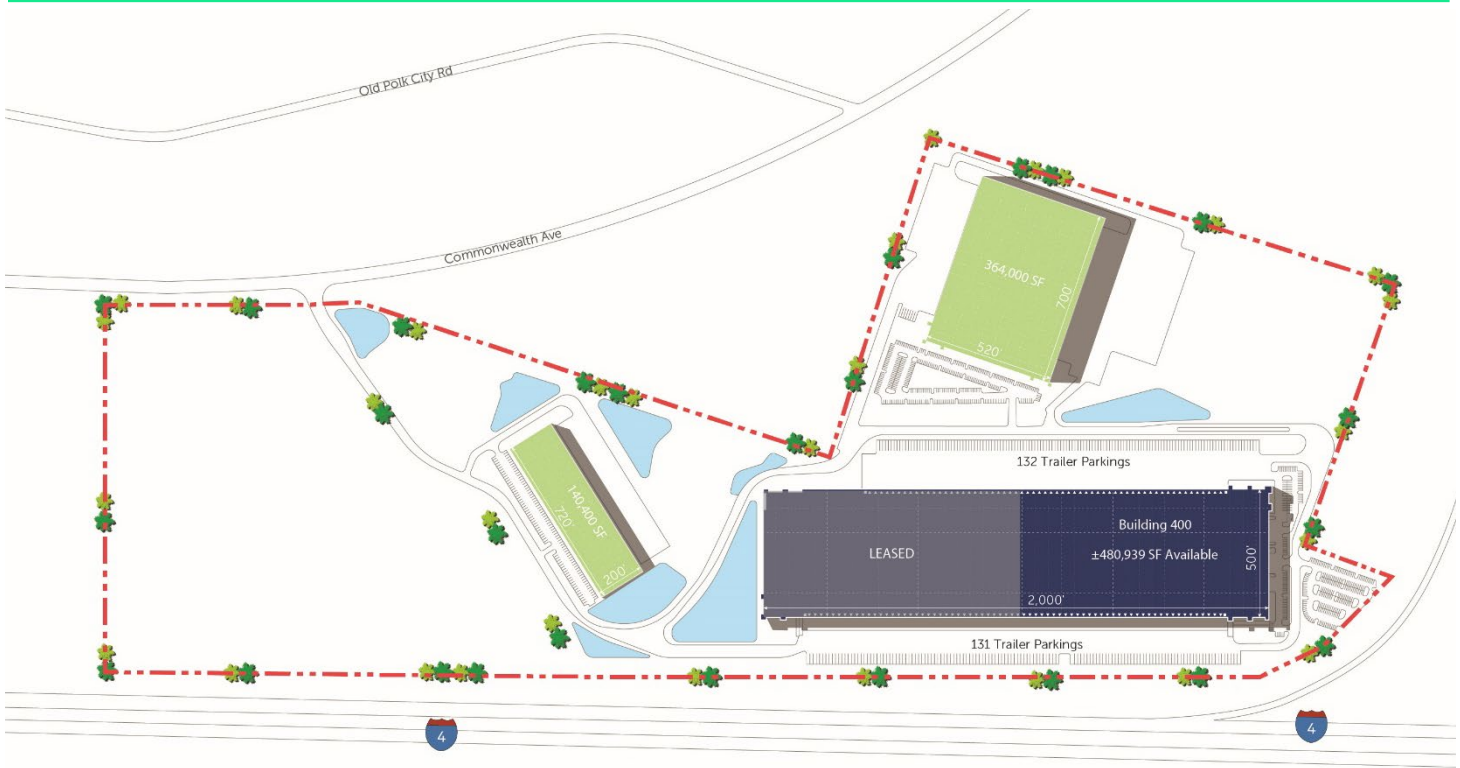 Old Polk City Rd
Commonwealth Ave
364,000 SF
700'
520'
132 Trailer Parkings
140,400 SF
720'
200'
Building 400
LEASED
±480,939 SF Available
500'
2,000'
131 Trailer Parkings
4
4